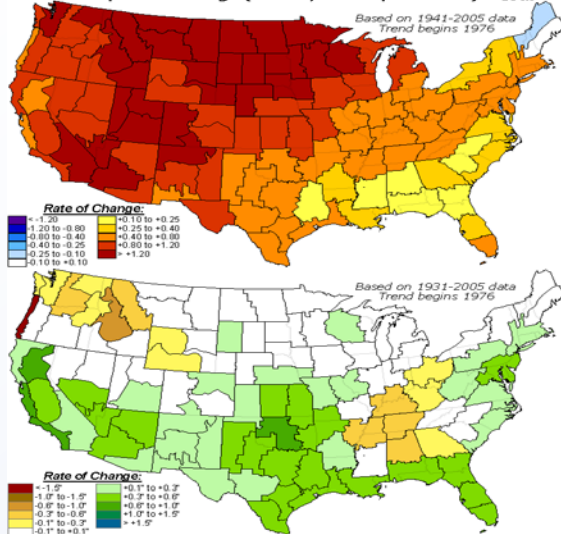 Based on 1941-2005 data
Trend begins 1976
Rate of Change:
< -1.20 +0.10 to +0.25
-1.20 to -0.80 +0.25 to +0.40
-0.80 to -0.40 +0.40 to +0.80
-0.40 to -0.25 +0.80 to +1.20
-0.25 to -0.10 > +1.20
-0.10 to +0.10
Based on 1931-2005 data
Trend begins 1976
Rate of Change:
< -1.5" +0.1" to +0.3"
-1.0" to -1.5" +0.3" to +0.6"
-0.6" to -1.0" +0.6" to +1.0"
-0.3" to -0.6" +1.0" to +1.5"
-0.1" to -0.3" > +1.5"
-0.1" to +0.1"